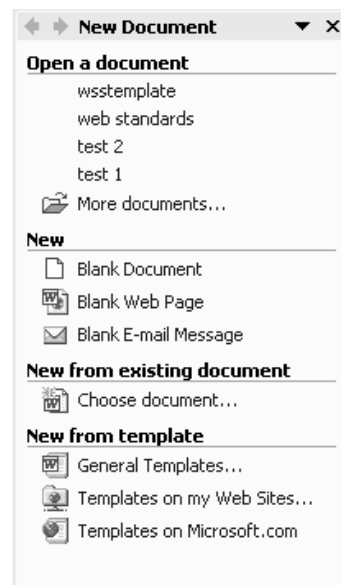 New Document
Open a document
wsstemplate
web standards
test 2
test 1
More documents...
New
Blank Document
Blank Web Page
Blank E-mail Message
New from existing document
Choose document...
New from template
General Templates...
Templates on my Web Sites...
Templates on Microsoft.com